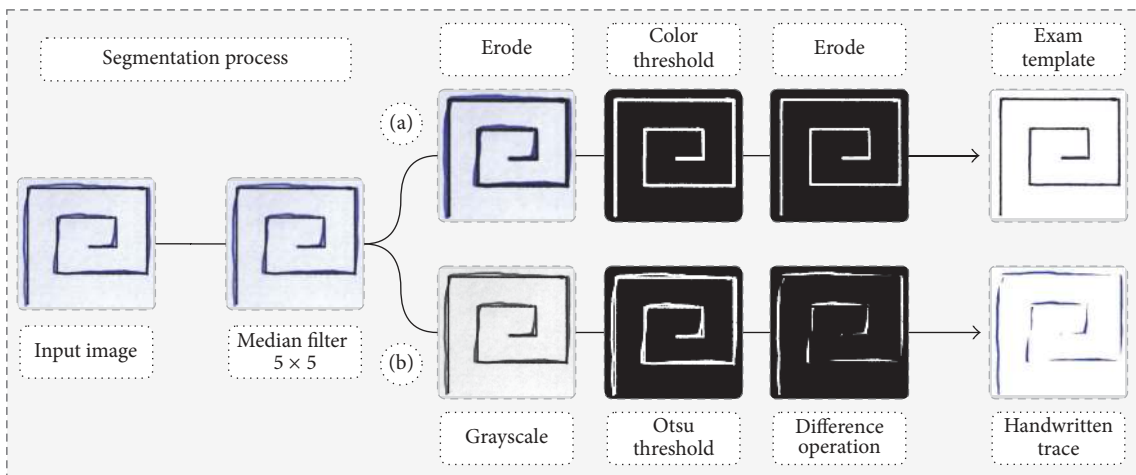 Segmentation process
Erode
Color
threshold
Erode
Exam
template
(a)
Input image
Median filter
5 × 5
(b)
Grayscale
Otsu
threshold
Difference
operation
Handwritten
trace